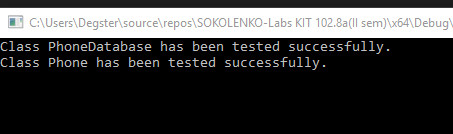 C:\Users\Degster\source\repos\SOKOLENKO-Labs KIT 102.8a(II sem)\x64\Debug\
Class PhoneDatabase has been tested successfully.
Class Phone has been tested successfully.